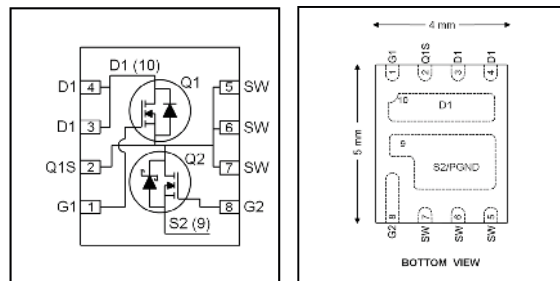 D1 (10)
Q1
D1 4
5 SW
D1 3
6 SW
Q1S 2
7 SW
Q2
G1 1
8 G2
S2 (9)
4 mm
5 mm
G1 Q1S D1 D1
1 2 3 4
10
D1
9
S2/PGND
8 7 6 5
G2 SW SW SW
BOTTOM VIEW